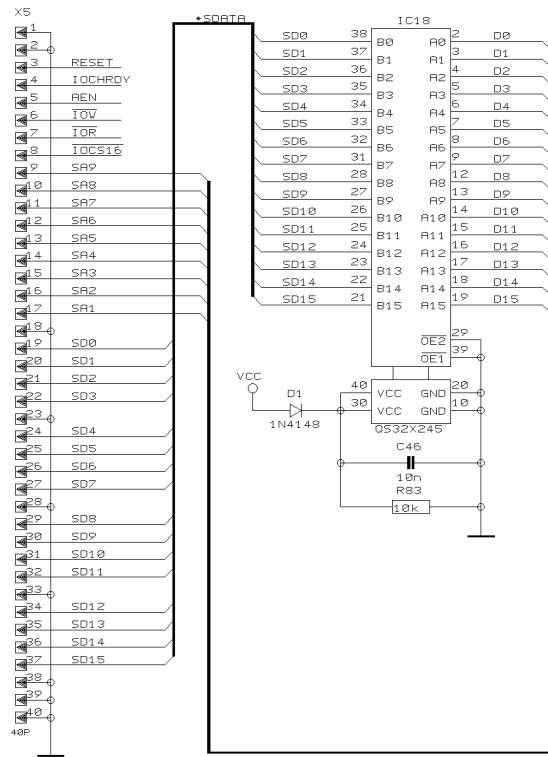 X5
1
2
3 RESET
4 IOCHRDY
5 AEN
6 IOW
7 IOR
8 IOCS16
9 SA9
10 SA8
11 SA7
12 SA6
13 SA5
14 SA4
15 SA3
16 SA2
17 SA1
18
19 SD0
20 SD1
21 SD2
22 SD3
23
24 SD4
25 SD5
26 SD6
27 SD7
28
29 SD8
30 SD9
31 SD10
32 SD11
33
34 SD12
35 SD13
36 SD14
37 SD15
38
39
40
40P
*SDATA
IC18
SD0 38 B0 A0 2 D0
SD1 37 B1 A1 3 D1
SD2 36 B2 A2 4 D2
SD3 35 B3 A3 5 D3
SD4 34 B4 A4 6 D4
SD5 33 B5 A5 7 D5
SD6 32 B6 A6 8 D6
SD7 31 B7 A7 9 D7
SD8 28 B8 A8 12 D8
SD9 27 B9 A9 13 D9
SD10 26 B10 A10 14 D10
SD11 25 B11 A11 15 D11
SD12 24 B12 A12 16 D12
SD13 23 B13 A13 17 D13
SD14 22 B14 A14 18 D14
SD15 21 B15 A15 19 D15
OE2 29
OE1 39
VCC
D1
1N4148
40 VCC GND 20
30 VCC GND 10
QS32X245
C46
10n
R83
10k